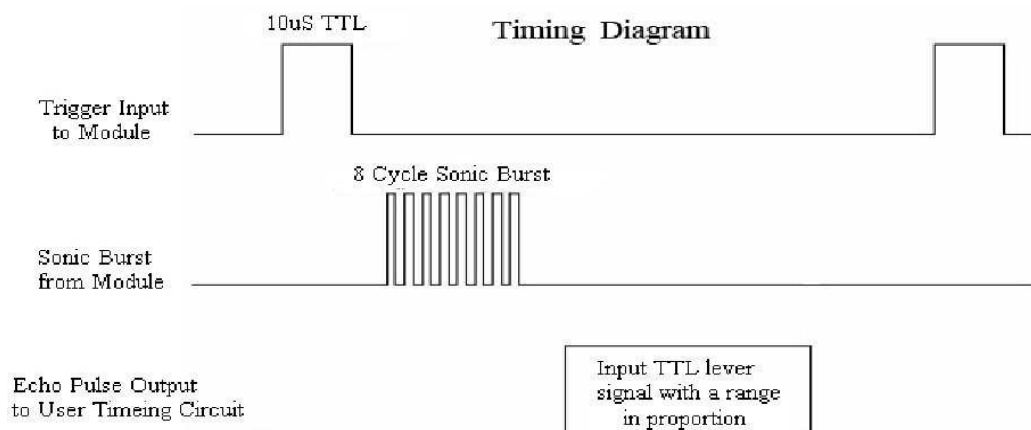 10uS TTL
Timing Diagram
Trigger Input
to Module
8 Cycle Sonic Burst
Sonic Burst
from Module
Echo Pulse Output
to User Timeing Circuit
Input TTL lever
signal with a range
in proportion